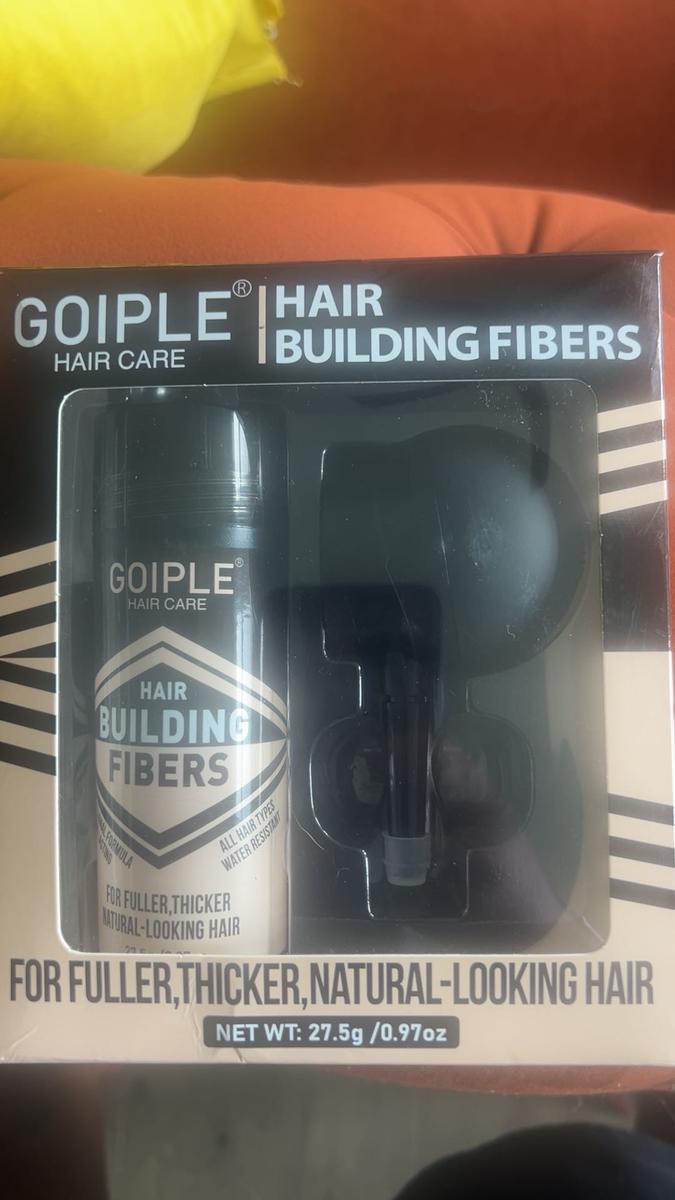 GOIPLE®
HAIR CARE
HAIR
BUILDING FIBERS
GOIPLE®
HAIR CARE
HAIR
BUILDING
FIBERS
FORMULA
ALL HAIR TYPES
WATER RESISTANT
FOR FULLER,THICKER
NATURAL-LOOKING HAIR
FOR FULLER,THICKER,NATURAL-LOOKING HAIR
NET WT: 27.5g /0.97oz